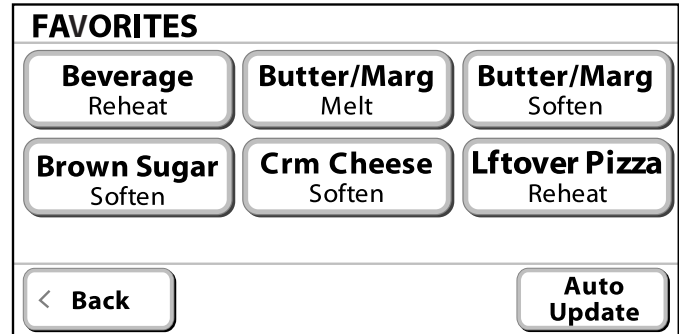 FAVORITES
Beverage
Reheat
Butter/Marg
Melt
Butter/Marg
Soften
Brown Sugar
Soften
Crm Cheese
Soften
Lftover Pizza
Reheat
< Back
Auto
Update